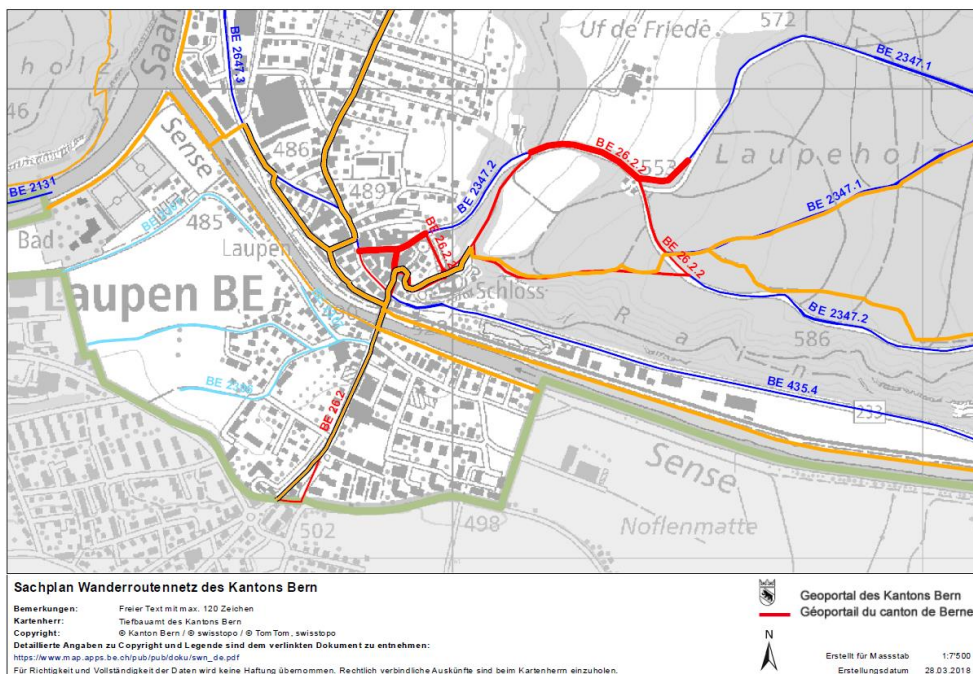 Uf de Friede
572
holz
Saan
BE 2647.3
BE 2347.1
46
Sense
486
BE 26.2.2
553
Laupeholz
489
BE 2347.2
BE 2347.1
BE 2131
485
BE 26.2.2
BE 26.2.2
Bad
Laupen
Laupen BE
Schloss
R
a
i
n
BE 2347.2
586
BE 435.4
BE 26.2
233
Sense
502
498
Noflenmatte
Sachplan Wanderroutennetz des Kantons Bern
Bemerkungen: Freier Text mit max. 120 Zeichen
Kartenherr: Tiefbauamt des Kantons Bern
Copyright: © Kanton Bern / © swisstopo / © TomTom, swisstopo
Detaillierte Angaben zu Copyright und Legende sind dem verlinkten Dokument zu entnehmen:
https://www.map.apps.be.ch/pub/pub/doku/swn_de.pdf
Für Richtigkeit und Vollständigkeit der Daten wird keine Haftung übernommen. Rechtlich verbindliche Auskünfte sind beim Kartenherrn einzuholen.
Geoportal des Kantons Bern
Géoportail du canton de Berne
N
Erstellt für Massstab 1:7'500
Erstellungsdatum 28.03.2018